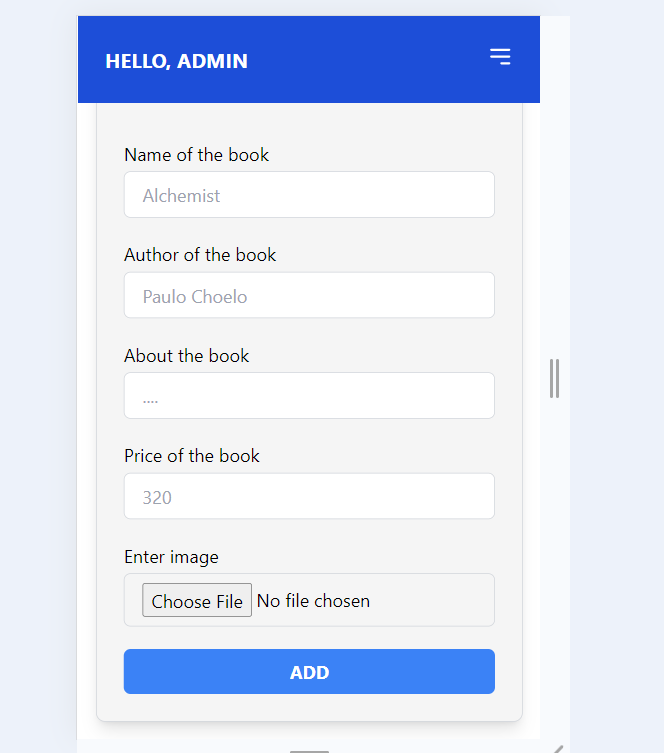 HELLO, ADMIN
Name of the book
Alchemist
Author of the book
Paulo Choelo
About the book
....
Price of the book
320
Enter image
Choose File No file chosen
ADD